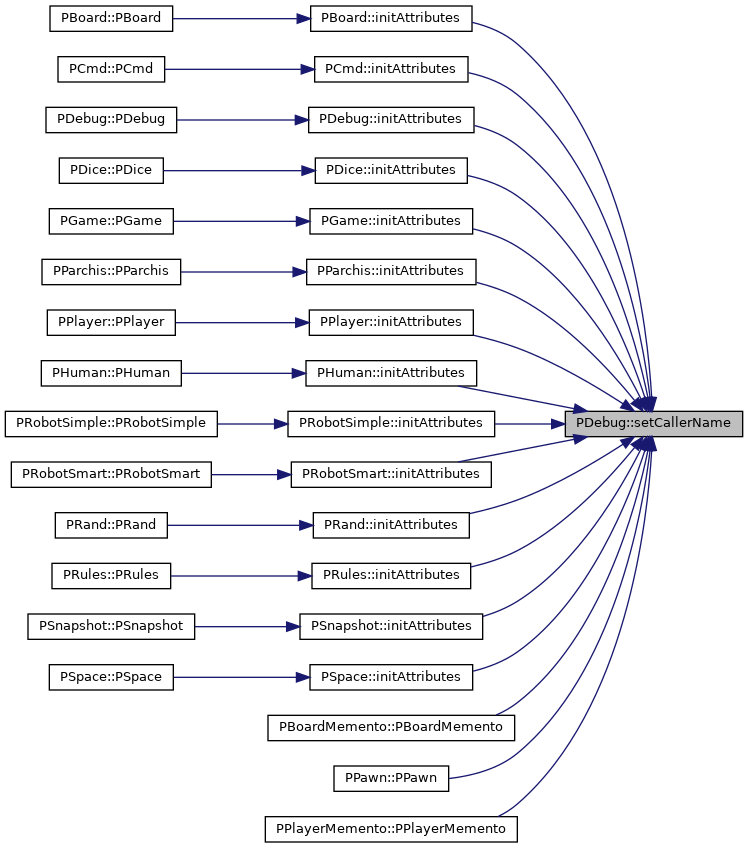 PBoard::PBoard
PBoard::initAttributes
PCmd::PCmd
PCmd::initAttributes
PDebug::PDebug
PDebug::initAttributes
PDice::PDice
PDice::initAttributes
PGame::PGame
PGame::initAttributes
PParchis::PParchis
PParchis::initAttributes
PPlayer::PPlayer
PPlayer::initAttributes
PHuman::PHuman
PHuman::initAttributes
PRobotSimple::PRobotSimple
PRobotSimple::initAttributes
PDebug::setCallerName
PRobotSmart::PRobotSmart
PRobotSmart::initAttributes
PRand::PRand
PRand::initAttributes
PRules::PRules
PRules::initAttributes
PSnapshot::PSnapshot
PSnapshot::initAttributes
PSpace::PSpace
PSpace::initAttributes
PBoardMemento::PBoardMemento
PPawn::PPawn
PPlayerMemento::PPlayerMemento